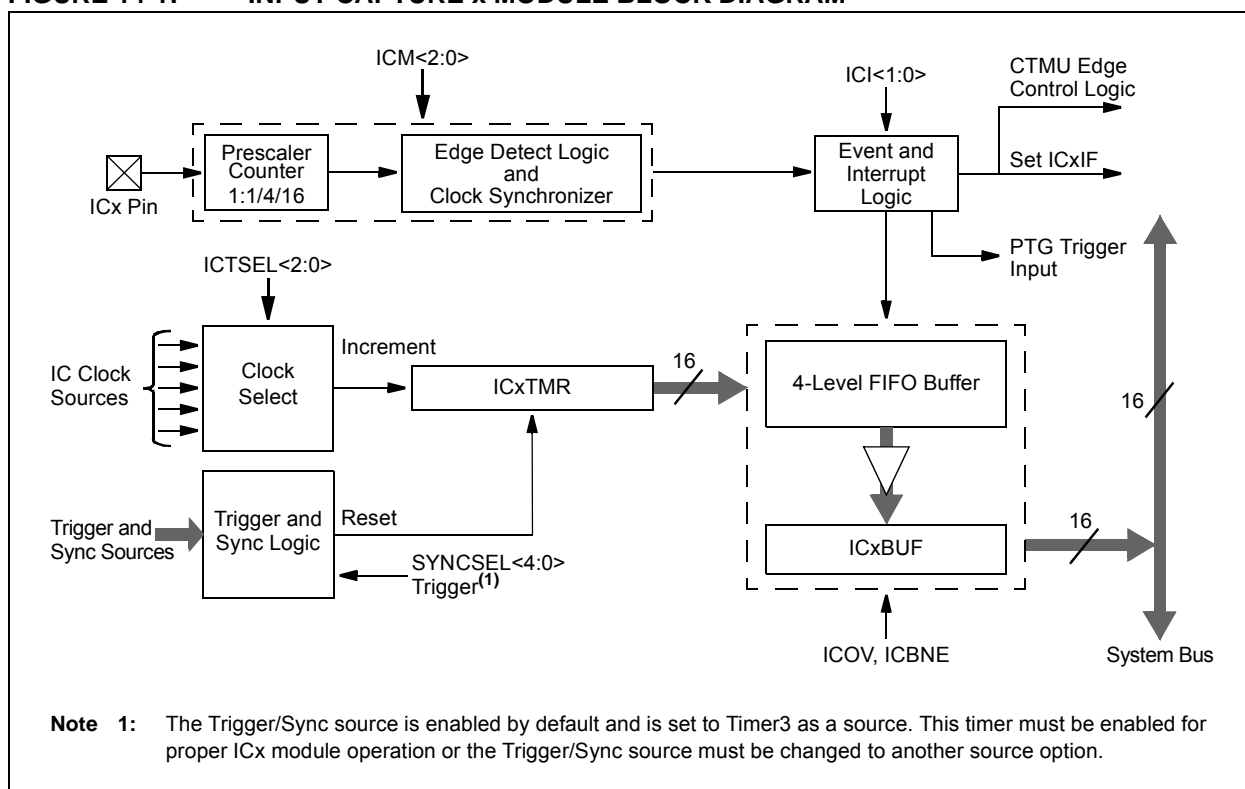 FIGURE 14-1: INPUT CAPTURE x MODULE BLOCK DIAGRAM
ICM<2:0>
ICI<1:0>
CTMU Edge
Control Logic
Prescaler
Counter
1:1/4/16
Edge Detect Logic
and
Clock Synchronizer
Event and
Interrupt
Logic
Set ICxIF
ICx Pin
PTG Trigger
Input
ICTSEL<2:0>
IC Clock
Sources
Clock
Select
Increment
ICxTMR
16
4-Level FIFO Buffer
16
Trigger and
Sync Sources
Trigger and
Sync Logic
Reset
SYNCSEL<4:0>
Trigger(1)
ICxBUF
16
ICOV, ICBNE
System Bus
Note 1: The Trigger/Sync source is enabled by default and is set to Timer3 as a source. This timer must be enabled for
proper ICx module operation or the Trigger/Sync source must be changed to another source option.